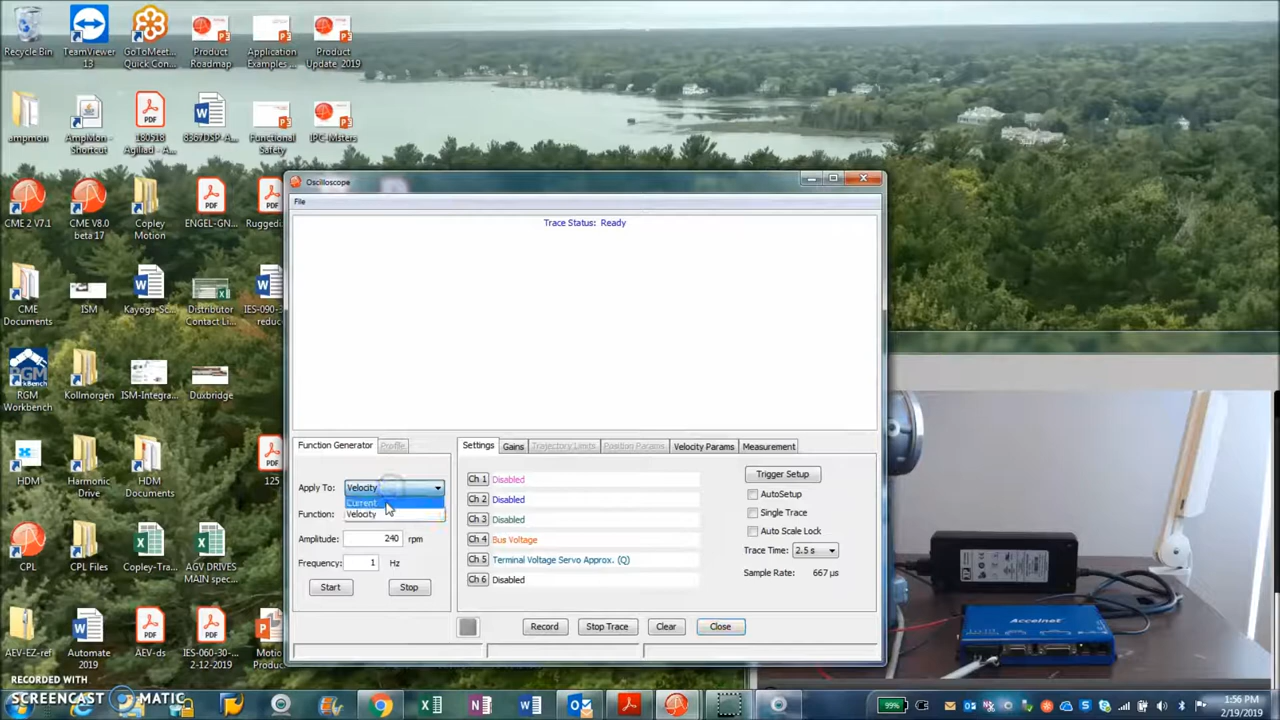 Recycle Bin
TeamViewer 13
GoToMeet... Quick Con...
Product Roadmap
Application Examples ...
Product Update 2019
ampmon
AmpMon - Shortcut
180918 Agiliad - A...
8367DSP-A...
Functional Safety
IPC-Msters
CME 2 V7.1
CME V8.0 beta 17
Copley Motion
ENGEL-GN...
CME Documents
ISM
Kayoga-Sc...
Distributor Contact Li...
RGM Workbench
Kollmorgen
ISM-Integra...
Duxbridge
HDM
Harmonic Drive
HDM Documents
125
CPL
CPL Files
Copley-Tra...
AGV DRIVES MAIN spec...
AEV-EZ-ref
Automate 2019
AEV-ds
IES-060-30-... 2-12-2019
Oscilloscope
File
Trace Status: Ready
Function Generator
Profile
Apply To: Velocity
Current
Velocity
Function:
Amplitude: 240 rpm
Frequency: 1 Hz
Start
Stop
Settings
Gains
Trajectory Limits
Position Params
Velocity Params
Measurement
Ch 1 Disabled
Ch 2 Disabled
Ch 3 Disabled
Ch 4 Bus Voltage
Ch 5 Terminal Voltage Servo Approx. (Q)
Ch 6 Disabled
Trigger Setup
AutoSetup
Single Trace
Auto Scale Lock
Trace Time: 2.5 s
Sample Rate: 667 µs
Record
Stop Trace
Clear
Close
Accelnet
RECORDED WITH
SCREENCAST MATIC
99%
1:56 PM
2/19/2019